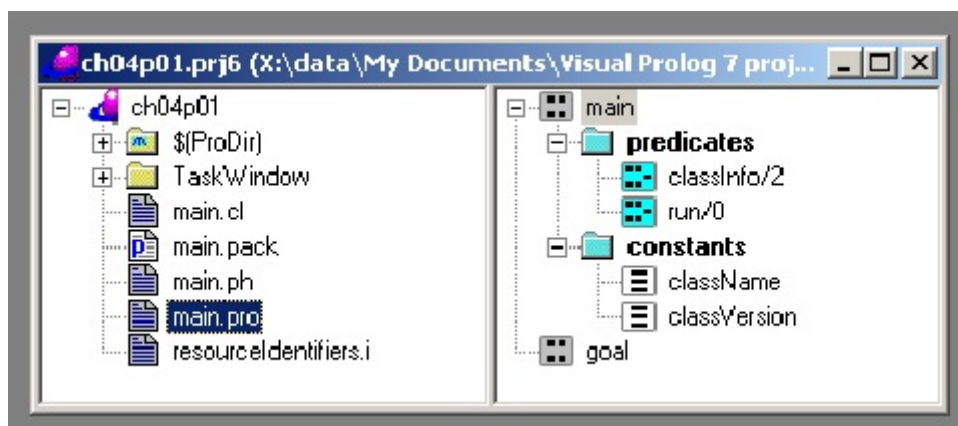 ch04p01.prj6 (X:\data\My Documents\Visual Prolog 7 proj...
ch04p01
$(ProDir)
TaskWindow
main.cl
main.pack
main.ph
main.pro
resourceIdentifiers.i
main
predicates
classInfo/2
run/0
constants
className
classVersion
goal